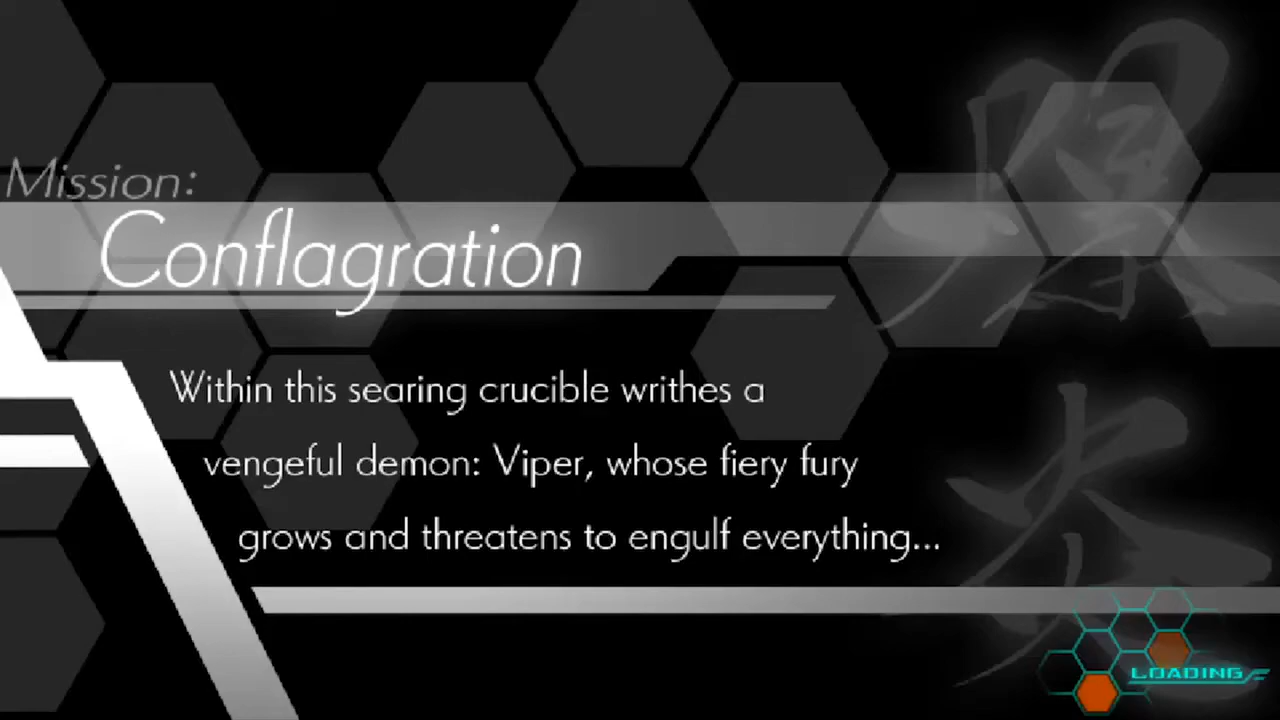 Mission:
Conflagration
Within this searing crucible writhes a
vengeful demon: Viper, whose fiery fury
grows and threatens to engulf everything...
LOADING